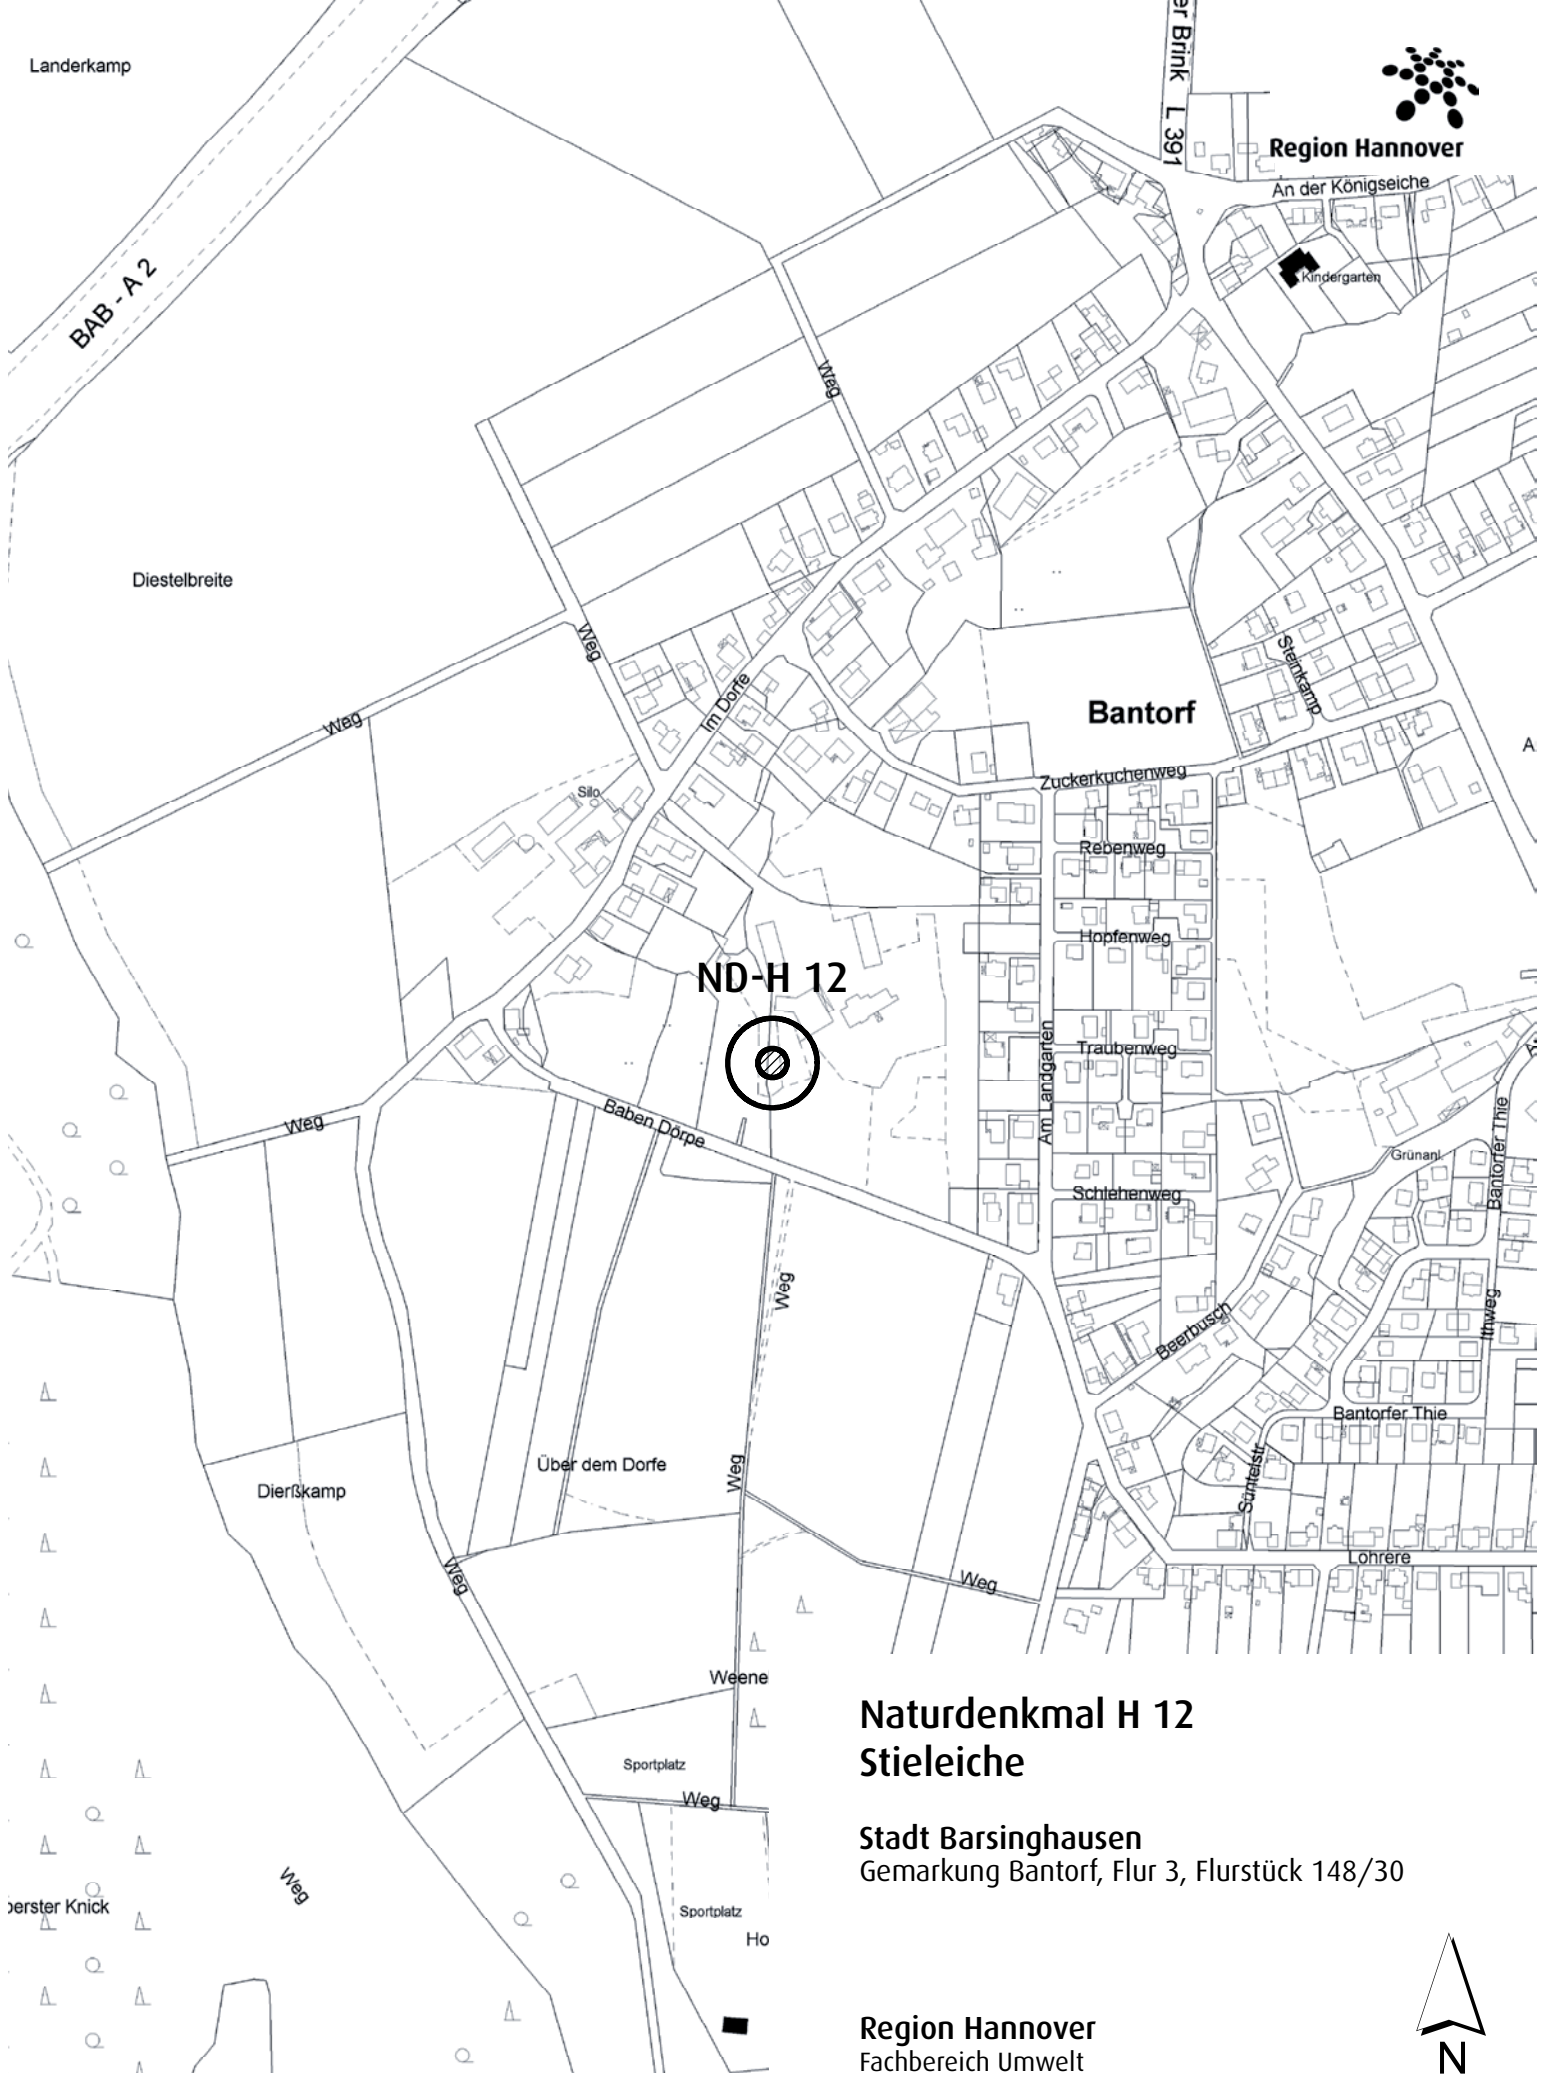 Landerkamp
er Brink L 391
Region Hannover
An der Königseiche
Kindergarten
BAB - A 2
Weg
Diestelbreite
Weg
Steinkamp
Im Dorfe
Weg
Bantorf
A
Zuckerkuchenweg
Silo
Rebenweg
Hopfenweg
ND-H 12
Am Landgarten
Traubenweg
Weg
Baben Dörpe
Grünanl.
Bantorfer Thie
Schlehenweg
Weg
Ithweg
Beerbusch
Bantorfer Thie
Über dem Dorfe
Weg
Süntelstr
Dierßkamp
Lohrere
Weg
Weg
Weene
Naturdenkmal H 12
Stieleiche
Sportplatz
Weg
Stadt Barsinghausen
Gemarkung Bantorf, Flur 3, Flurstück 148/30
Weg
berster Knick
Sportplatz
Ho
Region Hannover
Fachbereich Umwelt
N